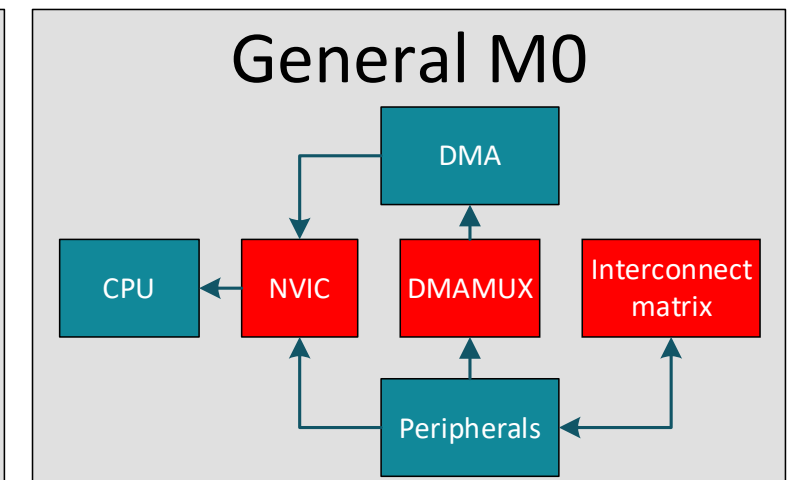 General M0
DMA
CPU
NVIC
DMAMUX
Interconnect
matrix
Peripherals